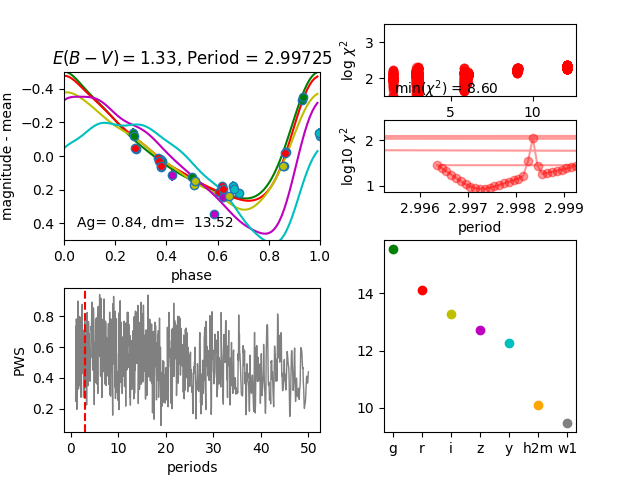 E(B − V) = 1.33, Period = 2.99725
−0.4
−0.2
0.0
0.2
0.4
magnitude - mean
Ag= 0.84, dm= 13.52
0.0 0.2 0.4 0.6 0.8 1.0
phase
3
2
log χ²
min(χ²) = 8.60
5 10
2
1
log10 χ²
2.996 2.997 2.998 2.999
period
0.8
0.6
0.4
0.2
PWS
0 10 20 30 40 50
periods
14
12
10
g r i z y h2m w1